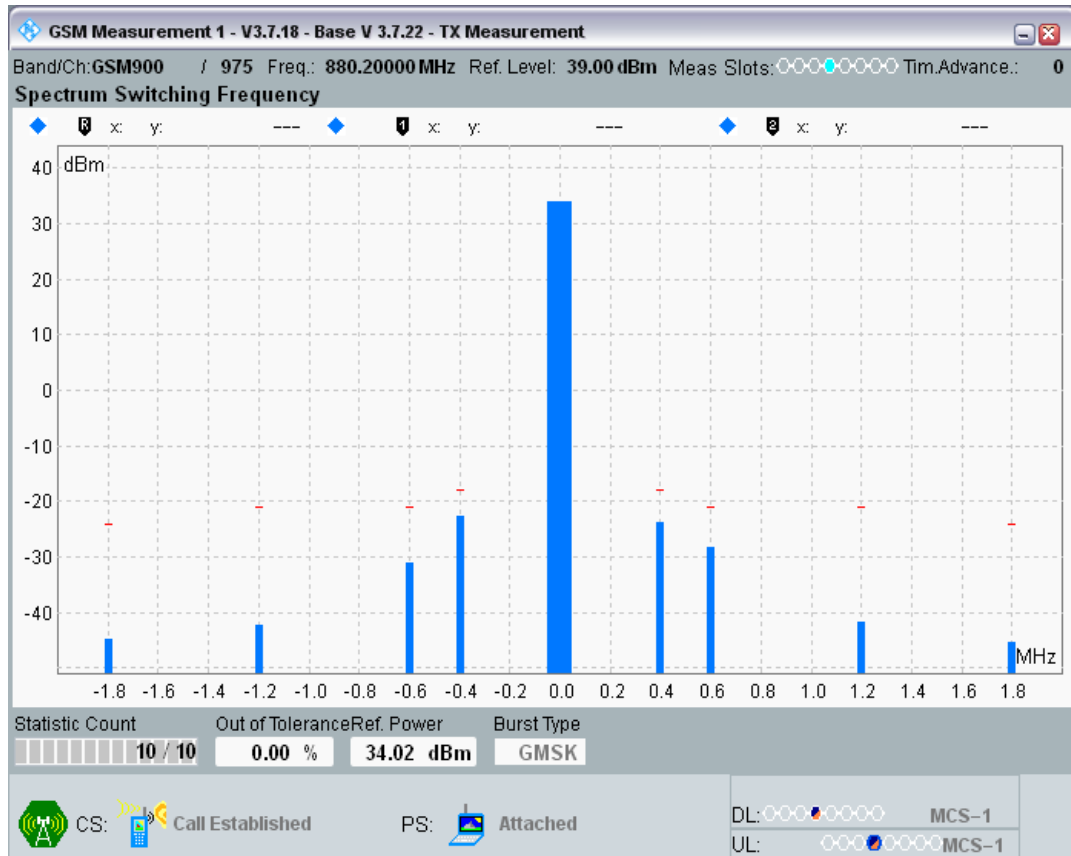 GSM Measurement 1 - V3.7.18 - Base V 3.7.22 - TX Measurement
Band/Ch:GSM900 / 975 Freq.: 880.20000 MHz Ref. Level: 39.00 dBm Meas Slots: Tim.Advance.: 0
Spectrum Switching Frequency
R x: y: --- 1 x: y: --- 2 x: y: ---
dBm
40
30
20
10
0
-10
-20
-30
-40
MHz
-1.8 -1.6 -1.4 -1.2 -1.0 -0.8 -0.6 -0.4 -0.2 0.0 0.2 0.4 0.6 0.8 1.0 1.2 1.4 1.6 1.8
Statistic Count Out of Tolerance Ref. Power Burst Type
10 / 10 0.00 % 34.02 dBm GMSK
CS: Call Established PS: Attached
DL: MCS-1
UL: MCS-1